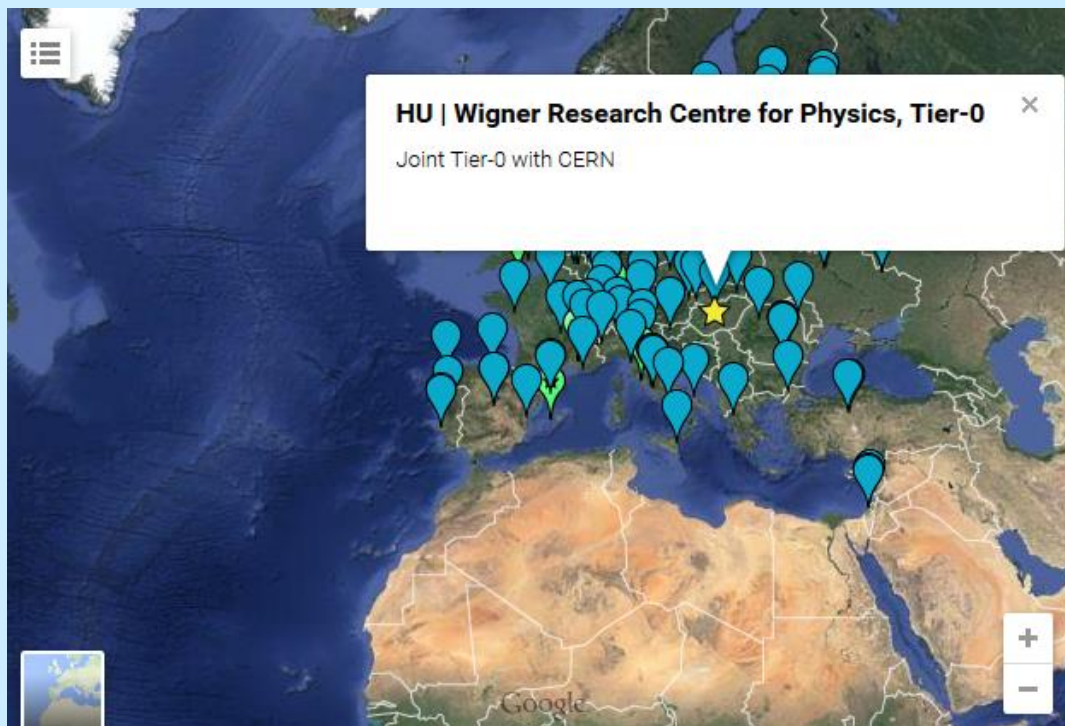 HU | Wigner Research Centre for Physics, Tier-0
Joint Tier-0 with CERN
Google